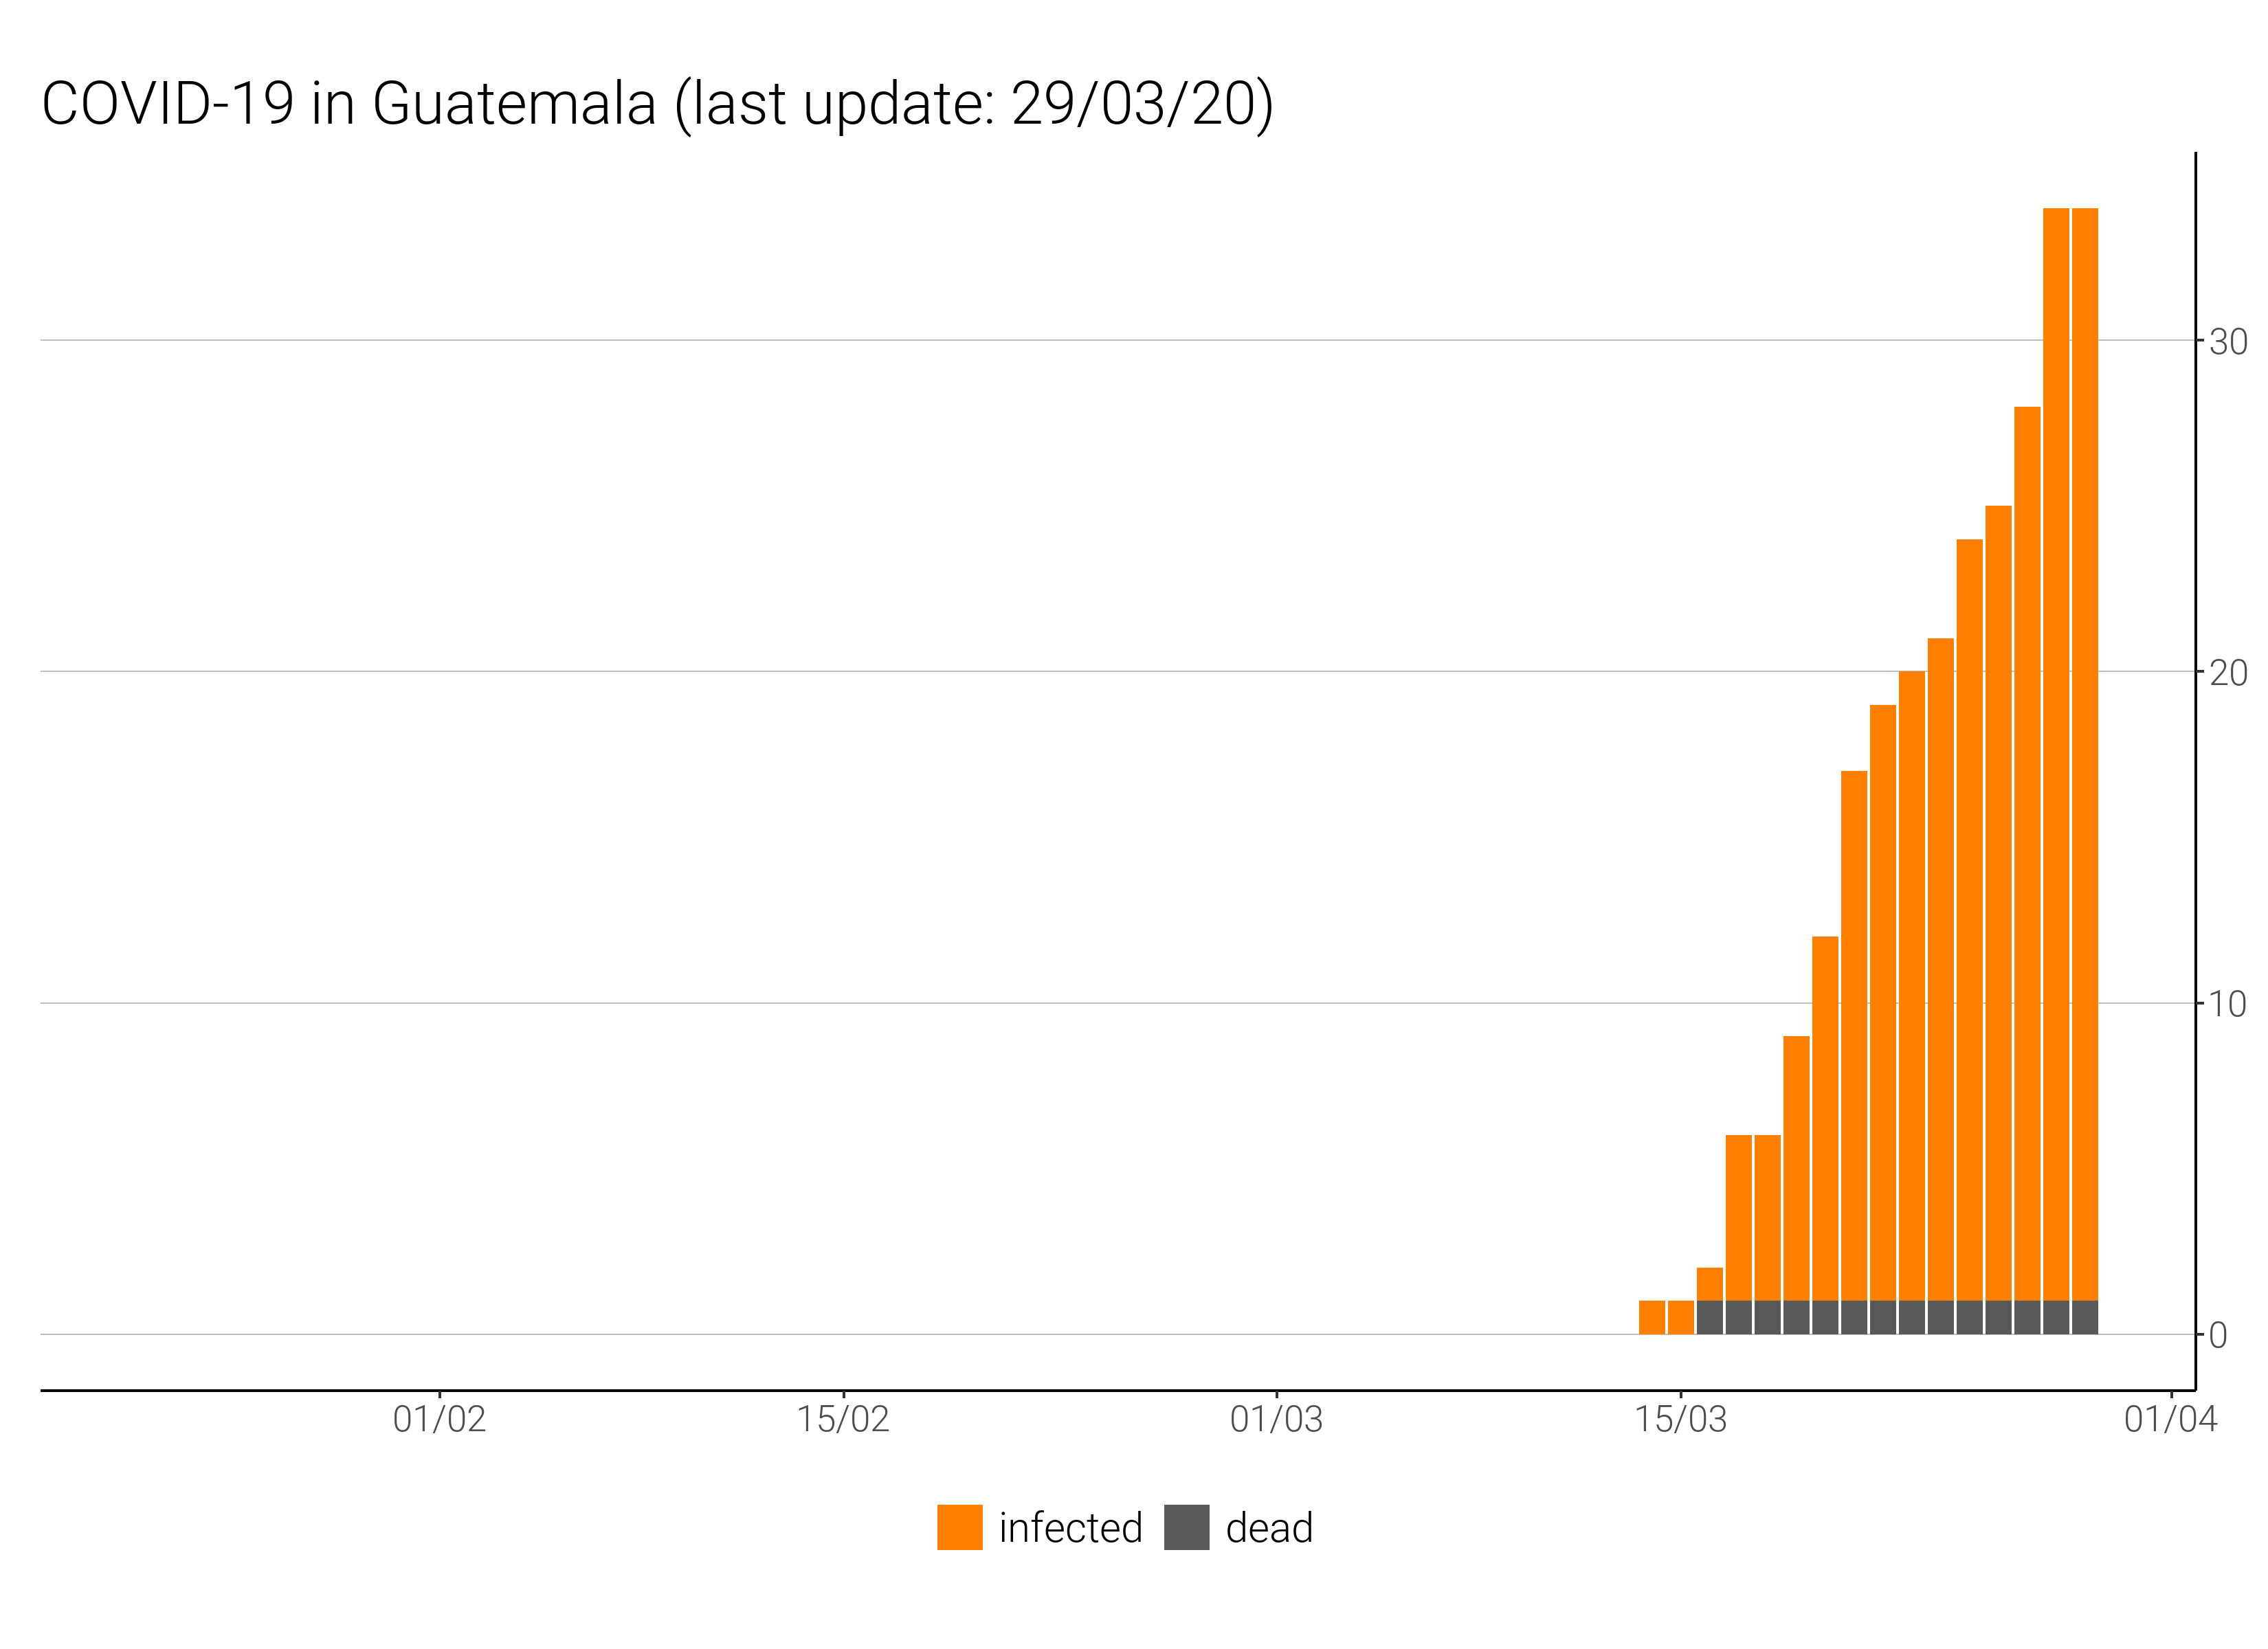 COVID-19 in Guatemala (last update: 29/03/20)
30
20
10
0
01/02 15/02 01/03 15/03 01/04
infected dead